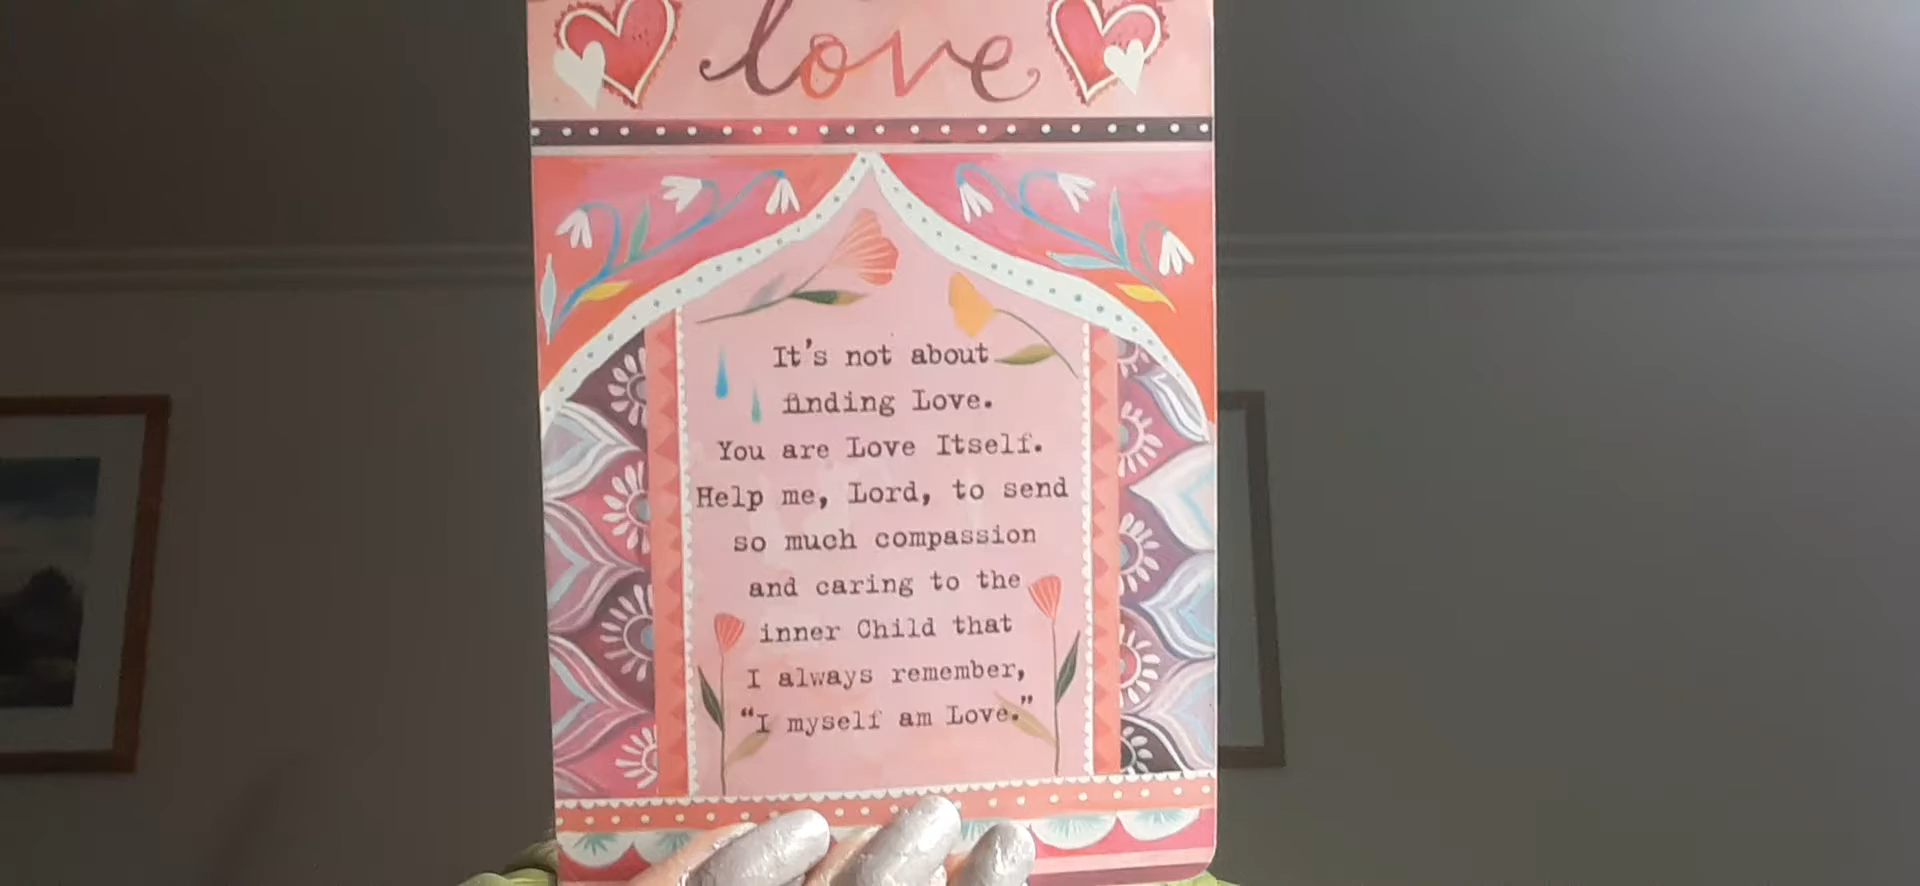 love
It's not about
finding Love.
You are Love Itself.
Help me, Lord, to send
so much compassion
and caring to the
inner Child that
I always remember,
“I myself am Love.”